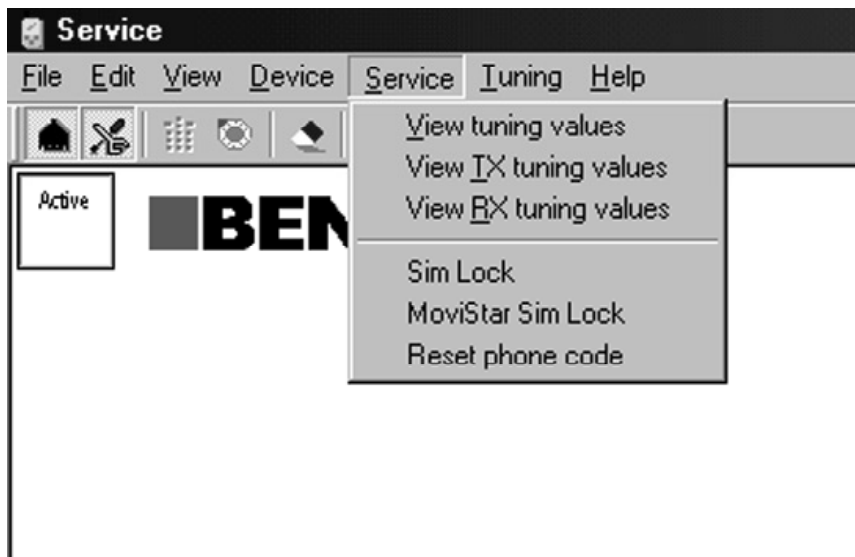 Service
File Edit View Device Service Tuning Help
View tuning values
View TX tuning values
View RX tuning values
Active
Sim Lock
MoviStar Sim Lock
Reset phone code